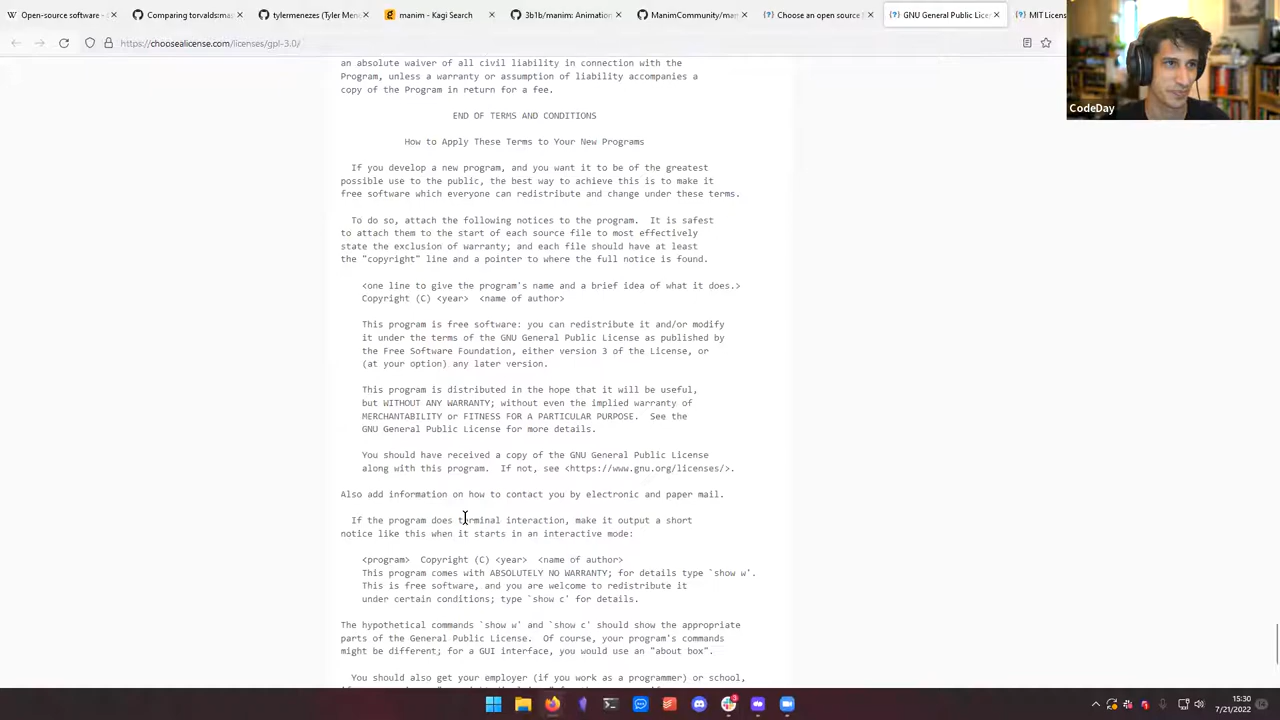 Open-source software - W
Comparing torvalds:mas
tylermenezes (Tyler Mene
manim - Kagi Search
3b1b/manim: Animation
ManimCommunity/man
Choose an open source l
GNU General Public Lice
MIT Licens
https://choosealicense.com/licenses/gpl-3.0/
CodeDay
an absolute waiver of all civil liability in connection with the
Program, unless a warranty or assumption of liability accompanies a
copy of the Program in return for a fee.
END OF TERMS AND CONDITIONS
How to Apply These Terms to Your New Programs
If you develop a new program, and you want it to be of the greatest
possible use to the public, the best way to achieve this is to make it
free software which everyone can redistribute and change under these terms.
To do so, attach the following notices to the program.  It is safest
to attach them to the start of each source file to most effectively
state the exclusion of warranty; and each file should have at least
the "copyright" line and a pointer to where the full notice is found.
<one line to give the program's name and a brief idea of what it does.>
Copyright (C) <year>  <name of author>
This program is free software: you can redistribute it and/or modify
it under the terms of the GNU General Public License as published by
the Free Software Foundation, either version 3 of the License, or
(at your option) any later version.
This program is distributed in the hope that it will be useful,
but WITHOUT ANY WARRANTY; without even the implied warranty of
MERCHANTABILITY or FITNESS FOR A PARTICULAR PURPOSE.  See the
GNU General Public License for more details.
You should have received a copy of the GNU General Public License
along with this program.  If not, see <https://www.gnu.org/licenses/>.
Also add information on how to contact you by electronic and paper mail.
If the program does terminal interaction, make it output a short
notice like this when it starts in an interactive mode:
<program>  Copyright (C) <year>  <name of author>
This program comes with ABSOLUTELY NO WARRANTY; for details type `show w'.
This is free software, and you are welcome to redistribute it
under certain conditions; type `show c' for details.
The hypothetical commands `show w' and `show c' should show the appropriate
parts of the General Public License.  Of course, your program's commands
might be different; for a GUI interface, you would use an "about box".
You should also get your employer (if you work as a programmer) or school,
15:30
7/21/2022